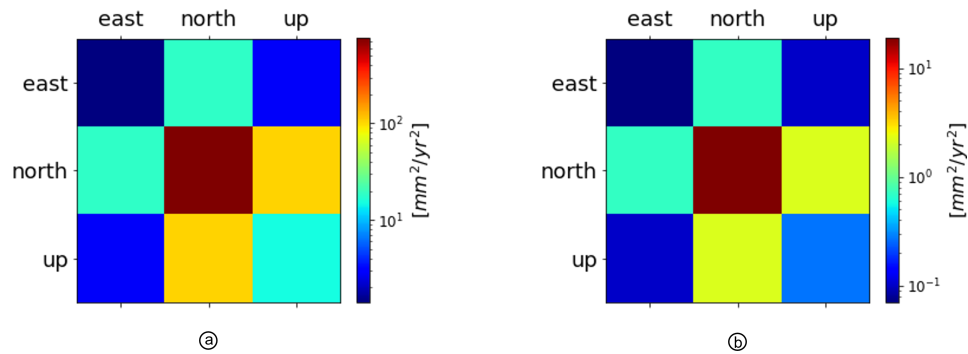 east north up
east
north
up
10^2
10^1
[mm^2/yr^2]
ⓐ
east north up
east
north
up
10^1
10^0
10^-1
[mm^2/yr^2]
ⓑ